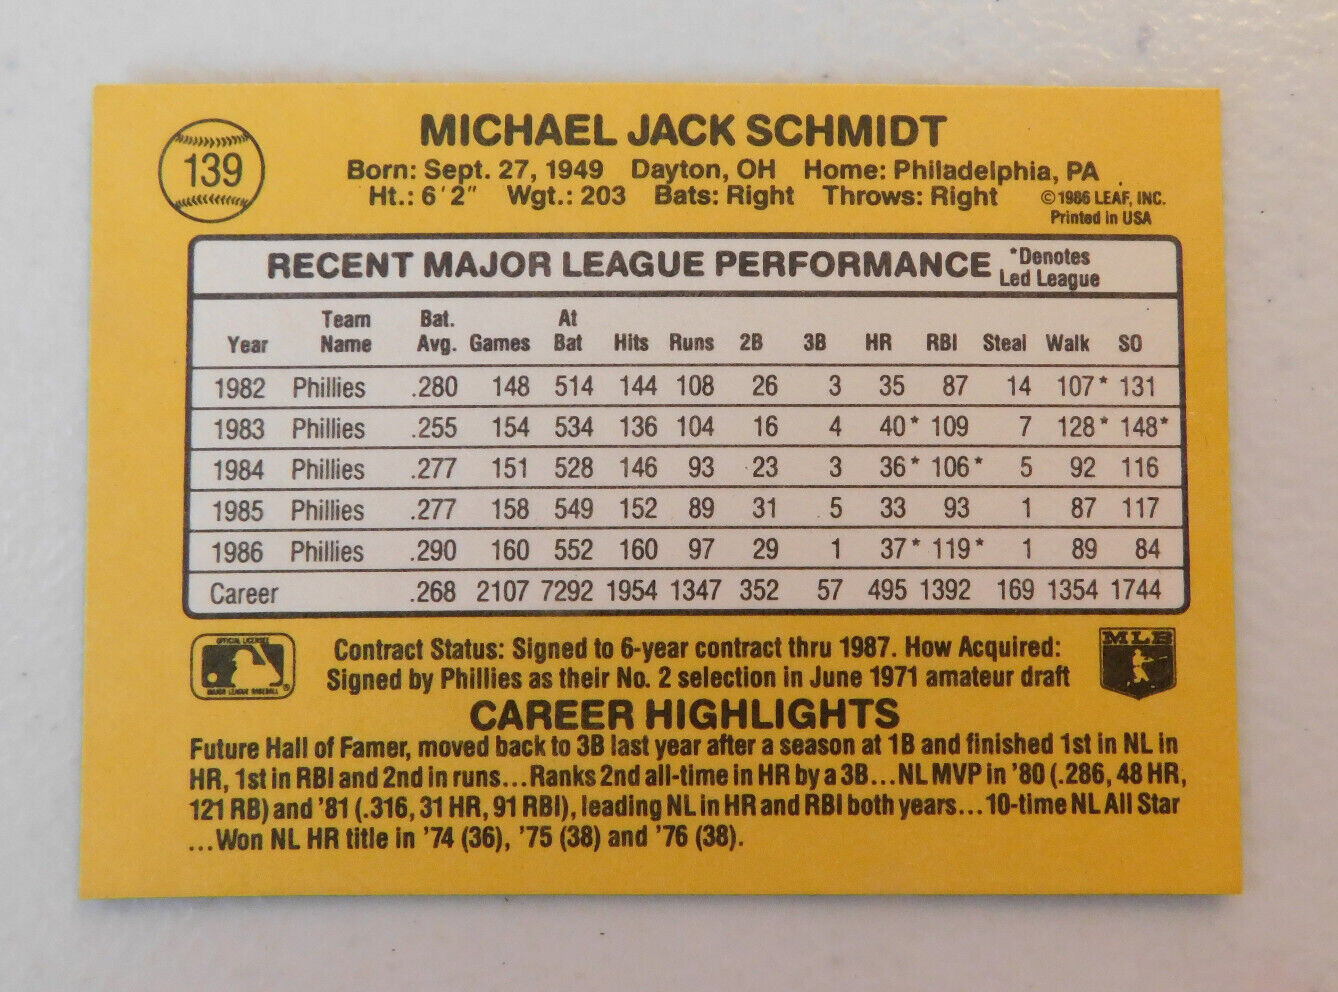 139
MICHAEL JACK SCHMIDT
Born: Sept. 27, 1949 Dayton, OH Home: Philadelphia, PA
Ht.: 6'2" Wgt.: 203 Bats: Right Throws: Right
© 1986 LEAF, INC.
Printed in USA
RECENT MAJOR LEAGUE PERFORMANCE *Denotes Led League
Year Team Name Bat. Avg. Games At Bat Hits Runs 2B 3B HR RBI Steal Walk SO
1982 Phillies .280 148 514 144 108 26 3 35 87 14 107* 131
1983 Phillies .255 154 534 136 104 16 4 40* 109 7 128* 148*
1984 Phillies .277 151 528 146 93 23 3 36* 106* 5 92 116
1985 Phillies .277 158 549 152 89 31 5 33 93 1 87 117
1986 Phillies .290 160 552 160 97 29 1 37* 119* 1 89 84
Career .268 2107 7292 1954 1347 352 57 495 1392 169 1354 1744
OFFICIAL LICENSEE
MAJOR LEAGUE BASEBALL ®
Contract Status: Signed to 6-year contract thru 1987. How Acquired:
Signed by Phillies as their No. 2 selection in June 1971 amateur draft
MLB
CAREER HIGHLIGHTS
Future Hall of Famer, moved back to 3B last year after a season at 1B and finished 1st in NL in
HR, 1st in RBI and 2nd in runs...Ranks 2nd all-time in HR by a 3B...NL MVP in '80 (.286, 48 HR,
121 RB) and '81 (.316, 31 HR, 91 RBI), leading NL in HR and RBI both years...10-time NL All Star
...Won NL HR title in '74 (36), '75 (38) and '76 (38).